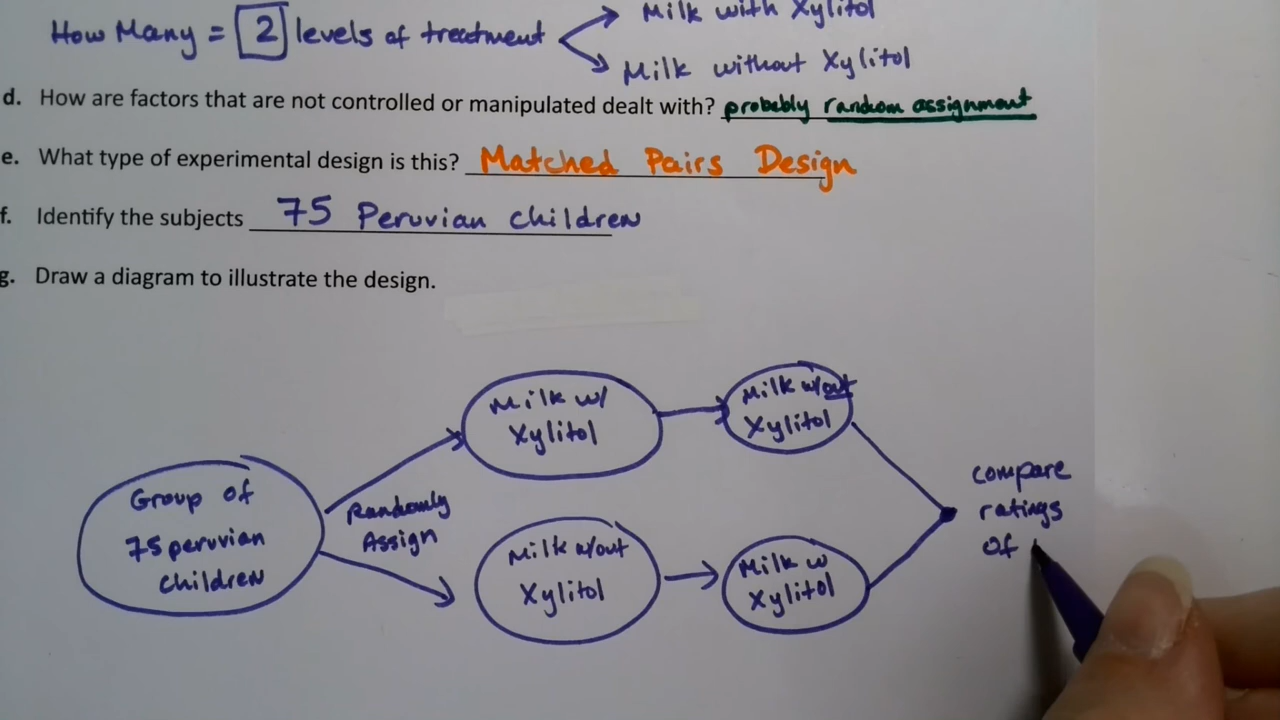 Milk with Xylitol
How Many = 2 levels of treatment
Milk without Xylitol
d. How are factors that are not controlled or manipulated dealt with? probably random assignment
e. What type of experimental design is this? Matched Pairs Design
f. Identify the subjects 75 Peruvian children
g. Draw a diagram to illustrate the design.
Group of
75 peruvian
children
Randomly
Assign
Milk w/
Xylitol
Milk w/out
Xylitol
Milk w/out
Xylitol
Milk w
Xylitol
compare
ratings
of